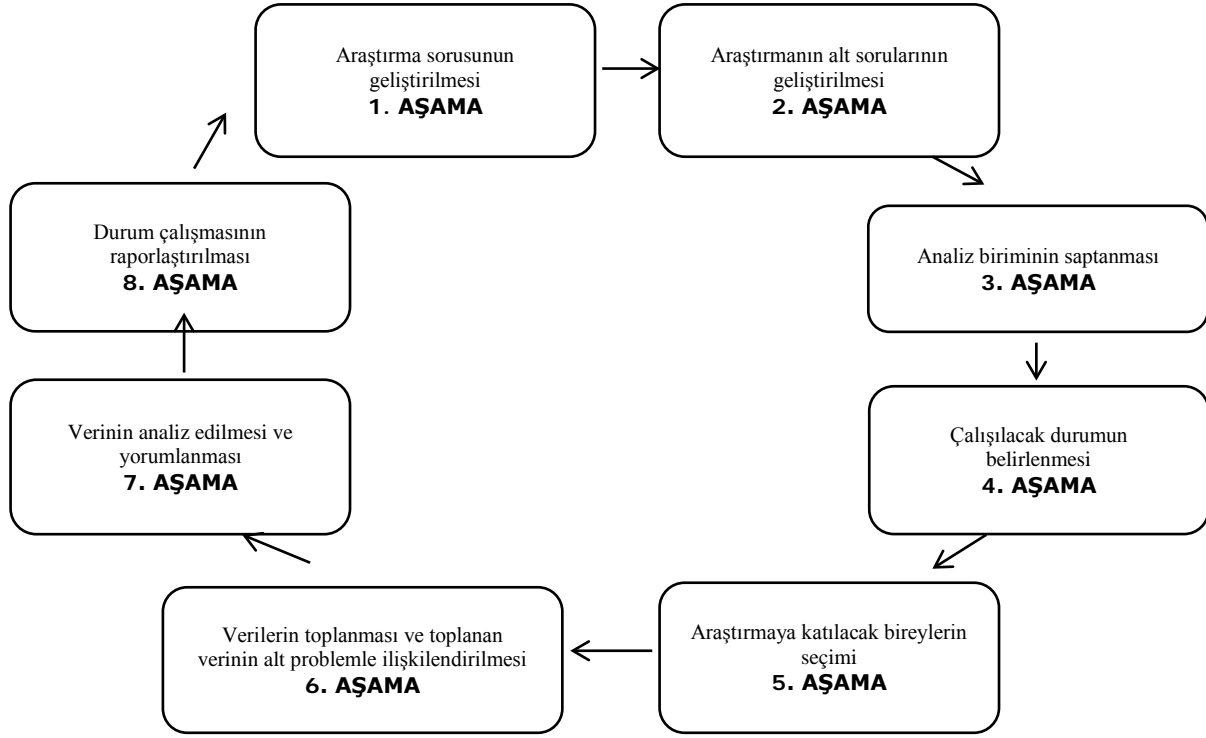 Araştırma sorusunun
geliştirilmesi
1. AŞAMA
Araştırmanın alt sorularının
geliştirilmesi
2. AŞAMA
Analiz biriminin saptanması
3. AŞAMA
Çalışılacak durumun
belirlenmesi
4. AŞAMA
Araştırmaya katılacak bireylerin
seçimi
5. AŞAMA
Verilerin toplanması ve toplanan
verinin alt problemle ilişkilendirilmesi
6. AŞAMA
Verinin analiz edilmesi ve
yorumlanması
7. AŞAMA
Durum çalışmasının
raporlaştırılması
8. AŞAMA